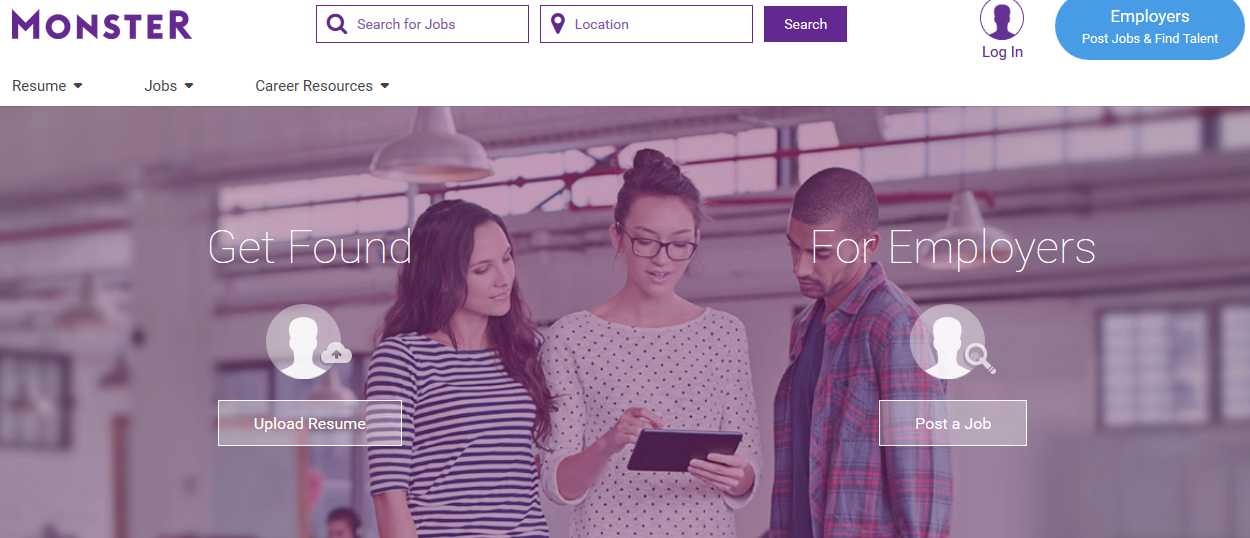 MONSTER
Search for Jobs
Location
Search
Log In
Employers
Post Jobs & Find Talent
Resume
Jobs
Career Resources
Get Found
For Employers
Upload Resume
Post a Job